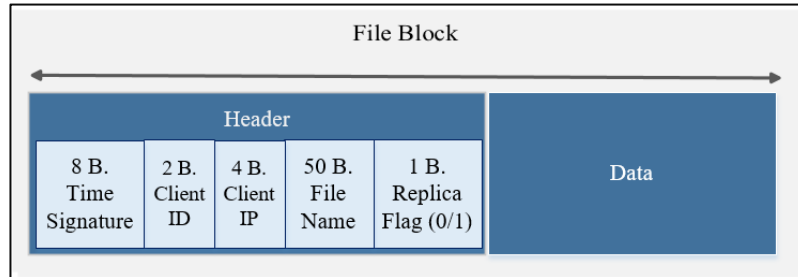 File Block
Header
8 B.
Time
Signature
2 B.
Client
ID
4 B.
Client
IP
50 B.
File
Name
1 B.
Replica
Flag (0/1)
Data